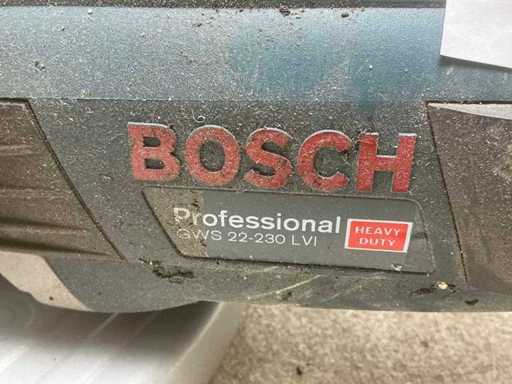 BOSCH
Professional
GWS 22-230 LVI
HEAVY
DUTY